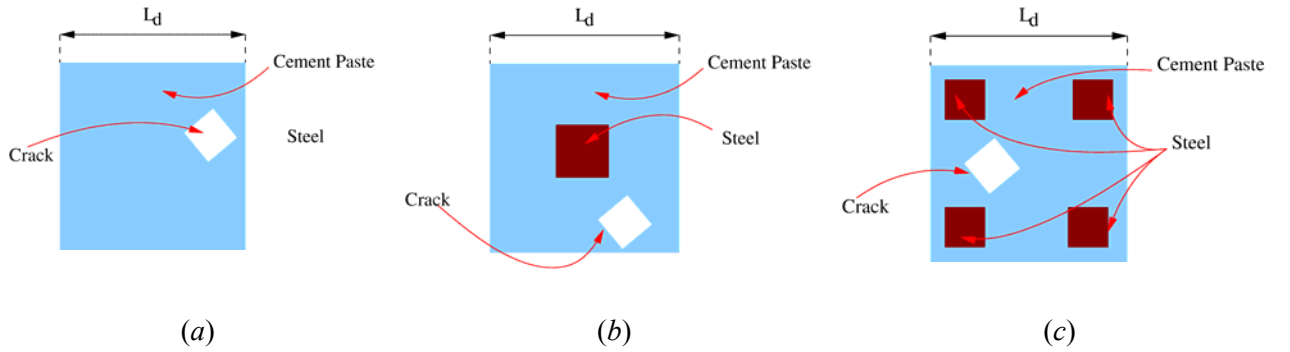 Ld
Cement Paste
Steel
Crack
(a)
Ld
Cement Paste
Steel
Crack
(b)
Ld
Cement Paste
Steel
Crack
(c)